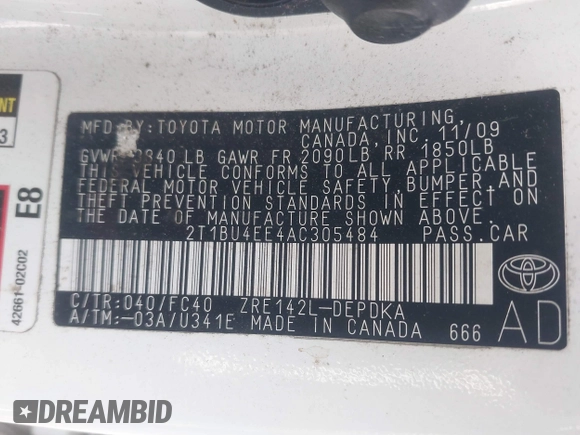 MFD.BY:TOYOTA MOTOR MANUFACTURING,
CANADA,INC. 11/09
LB GAWR FR 2090LB RR 1850LB
THIS VEHICLE CONFORMS TO ALL APPLICABLE
FEDERAL MOTOR VEHICLE SAFETY,BUMPER,AND
THEFT PREVENTION STANDARDS IN EFFECT ON
THE DATE OF MANUFACTURE SHOWN ABOVE.
2T1BU4EE4AC305484 PASS.CAR
C/TR:040/FC40 ZRE142L-DEPDKA
A/TM:-03A/U341E MADE IN CANADA 666
AD
TOYOTA
E8
42661-02C02
3
DREAMBID